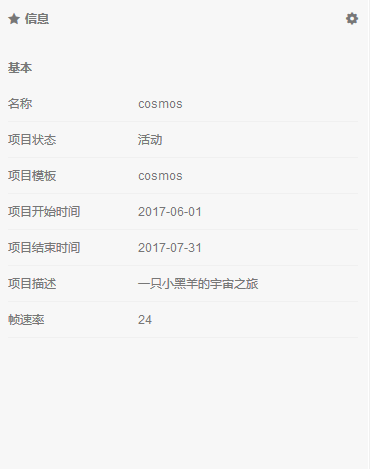 信息
基本
名称 cosmos
项目状态 活动
项目模板 cosmos
项目开始时间 2017-06-01
项目结束时间 2017-07-31
项目描述 一只小黑羊的宇宙之旅
帧速率 24